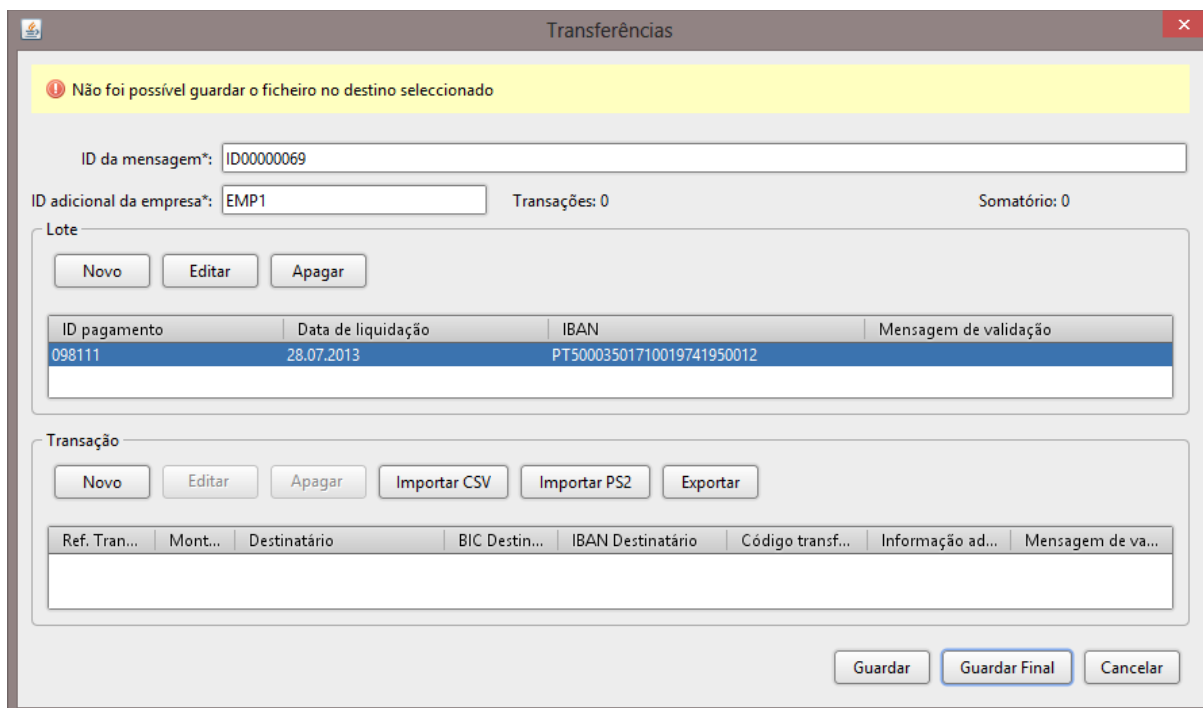 Transferências
Não foi possível guardar o ficheiro no destino seleccionado
ID da mensagem*: ID00000069
ID adicional da empresa*: EMP1 Transações: 0 Somatório: 0
Lote
Novo Editar Apagar
ID pagamento Data de liquidação IBAN Mensagem de validação
098111 28.07.2013 PT50003501710019741950012
Transação
Novo Editar Apagar Importar CSV Importar PS2 Exportar
Ref. Tran... Mont... Destinatário BIC Destin... IBAN Destinatário Código transf... Informação ad... Mensagem de va...
Guardar Guardar Final Cancelar